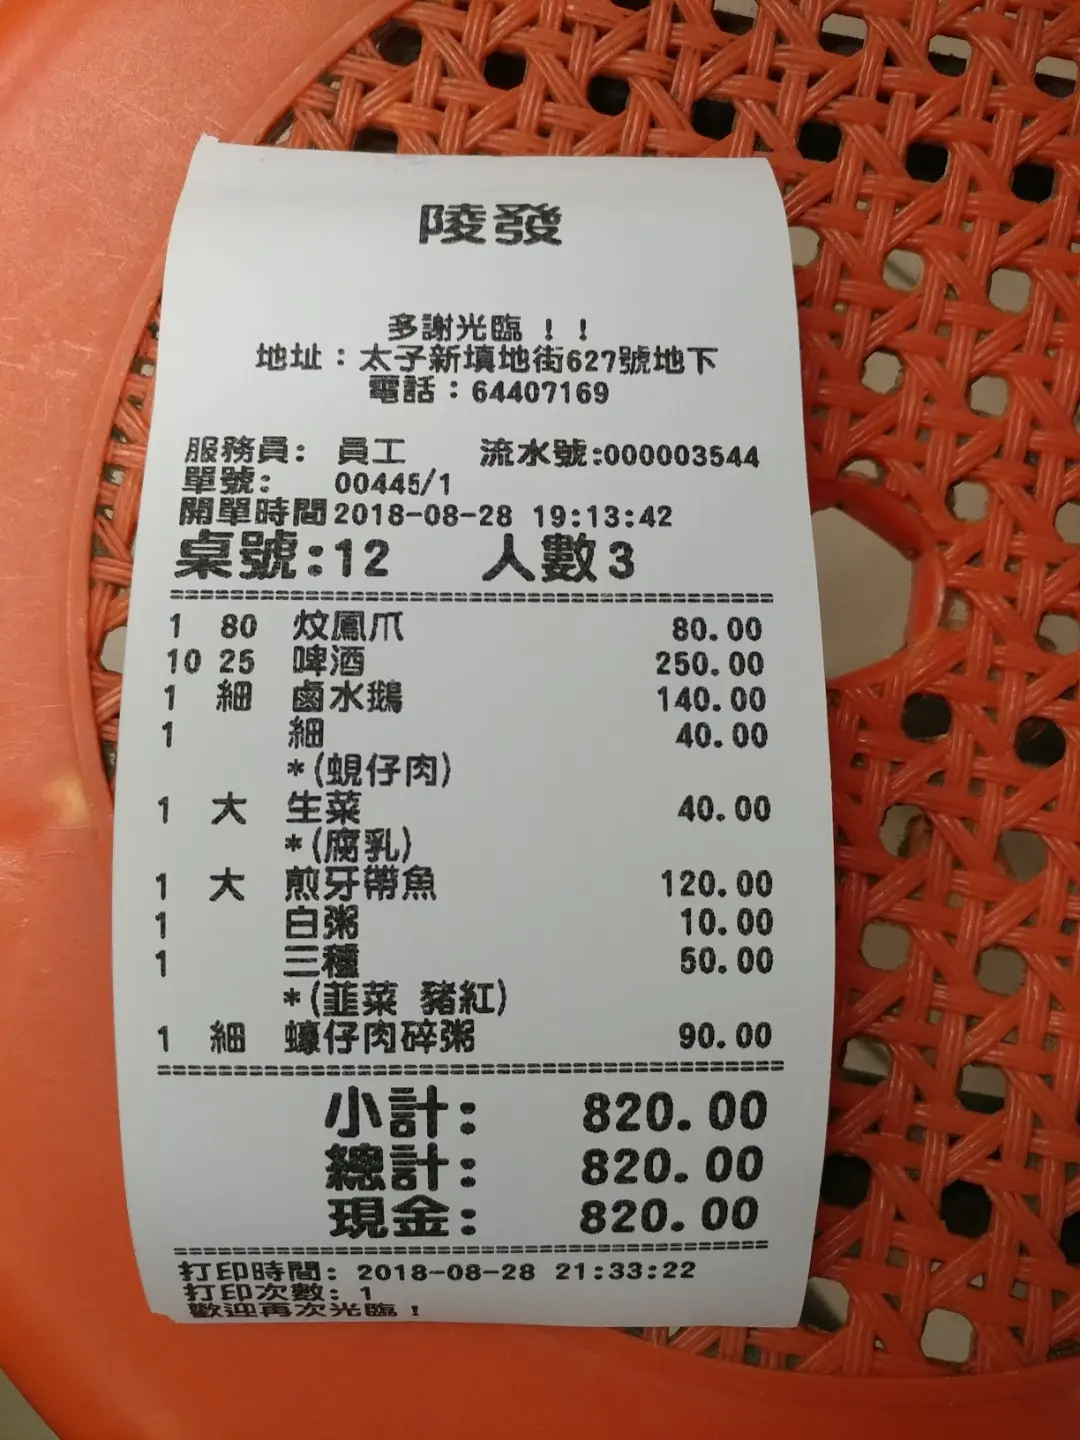 陵發
多謝光臨！！
地址：太子新填地街627號地下
電話：64407169
服務員: 員工 流水號:000003544
單號: 00445/1
開單時間2018-08-28 19:13:42
桌號:12 人數3
1 80 炆鳳爪 80.00
10 25 啤酒 250.00
1 細 鹵水鵝 140.00
1 細 40.00
*(蜆仔肉)
1 大 生菜 40.00
*(腐乳)
1 大 煎牙帶魚 120.00
1 白粥 10.00
1 三種 50.00
*(韮菜 豬紅)
1 細 蠔仔肉碎粥 90.00
小計: 820.00
總計: 820.00
現金: 820.00
打印時間: 2018-08-28 21:33:22
打印次數: 1
歡迎再次光臨！